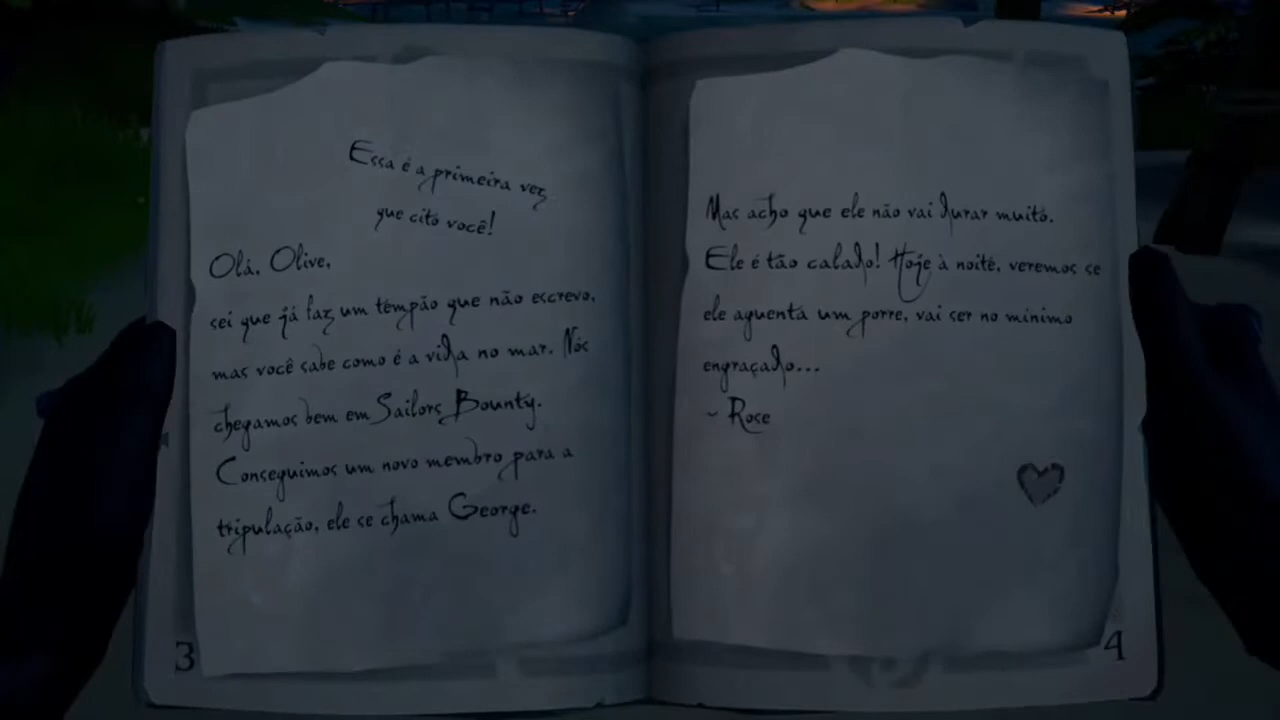 Essa é a primeira vez
que cito você!
Olá, Olive,
sei que já faz um tempão que não escrevo,
mas você sabe como é a vida no mar. Nós
chegamos bem em Sailors Bounty.
Conseguimos um novo membro para a
tripulação, ele se chama George.
3
Mas acho que ele não vai durar muito.
Ele é tão calado! Hoje à noite, veremos se
ele aguenta um porre, vai ser no mínimo
engraçado...
~ Rose
4